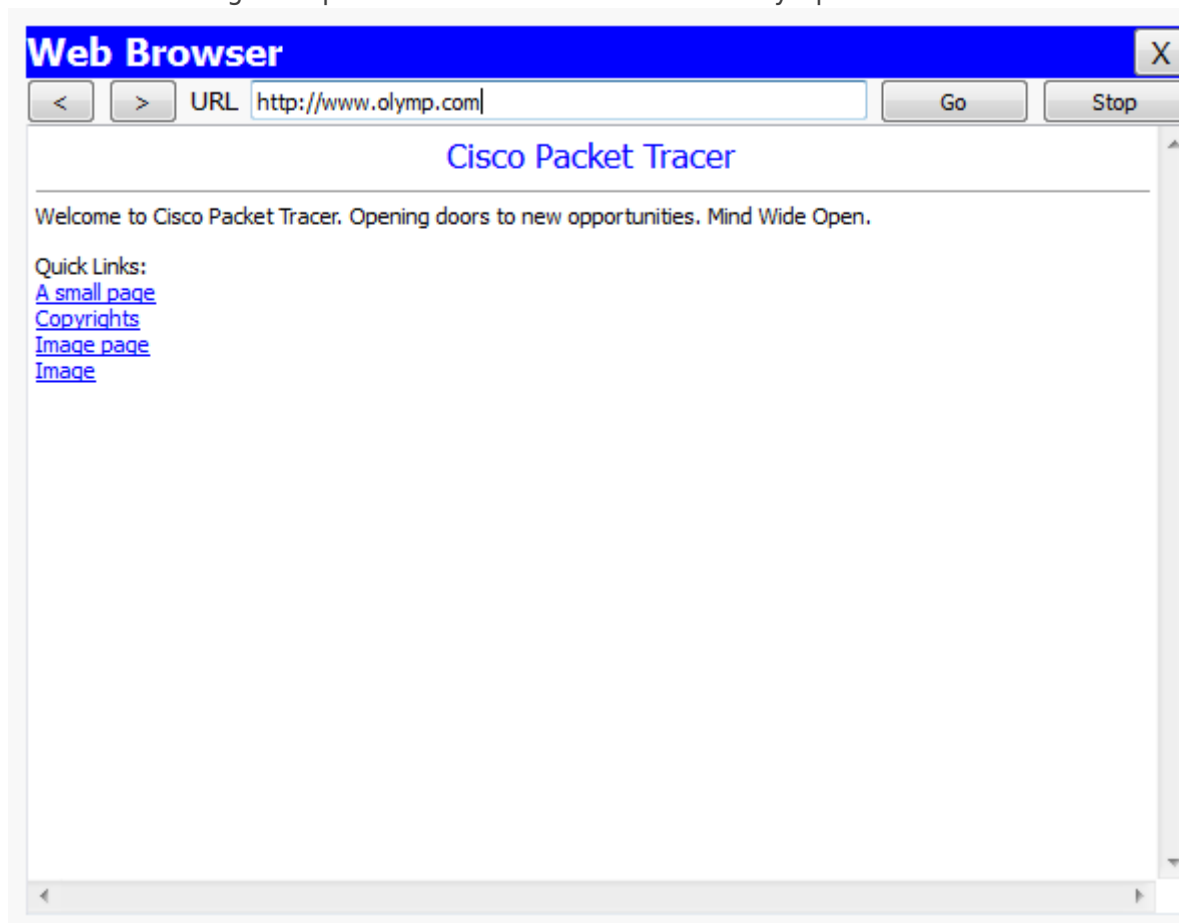 Web Browser X
< > URL http://www.olymp.com Go Stop
Cisco Packet Tracer
Welcome to Cisco Packet Tracer. Opening doors to new opportunities. Mind Wide Open.
Quick Links:
A small page
Copyrights
Image page
Image